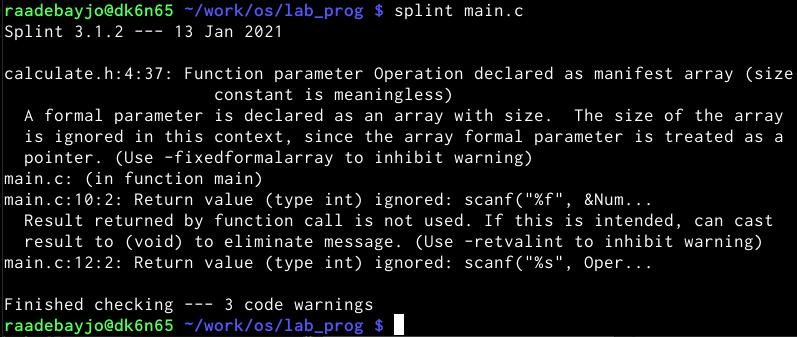 raadebayjo@dk6n65 ~/work/os/lab_prog $ splint main.c
Splint 3.1.2 --- 13 Jan 2021
calculate.h:4:37: Function parameter Operation declared as manifest array (size
constant is meaningless)
A formal parameter is declared as an array with size.  The size of the array
is ignored in this context, since the array formal parameter is treated as a
pointer. (Use -fixedformalarray to inhibit warning)
main.c: (in function main)
main.c:10:2: Return value (type int) ignored: scanf("%f", &Num...
Result returned by function call is not used. If this is intended, can cast
result to (void) to eliminate message. (Use -retvalint to inhibit warning)
main.c:12:2: Return value (type int) ignored: scanf("%s", Oper...
Finished checking --- 3 code warnings
raadebayjo@dk6n65 ~/work/os/lab_prog $